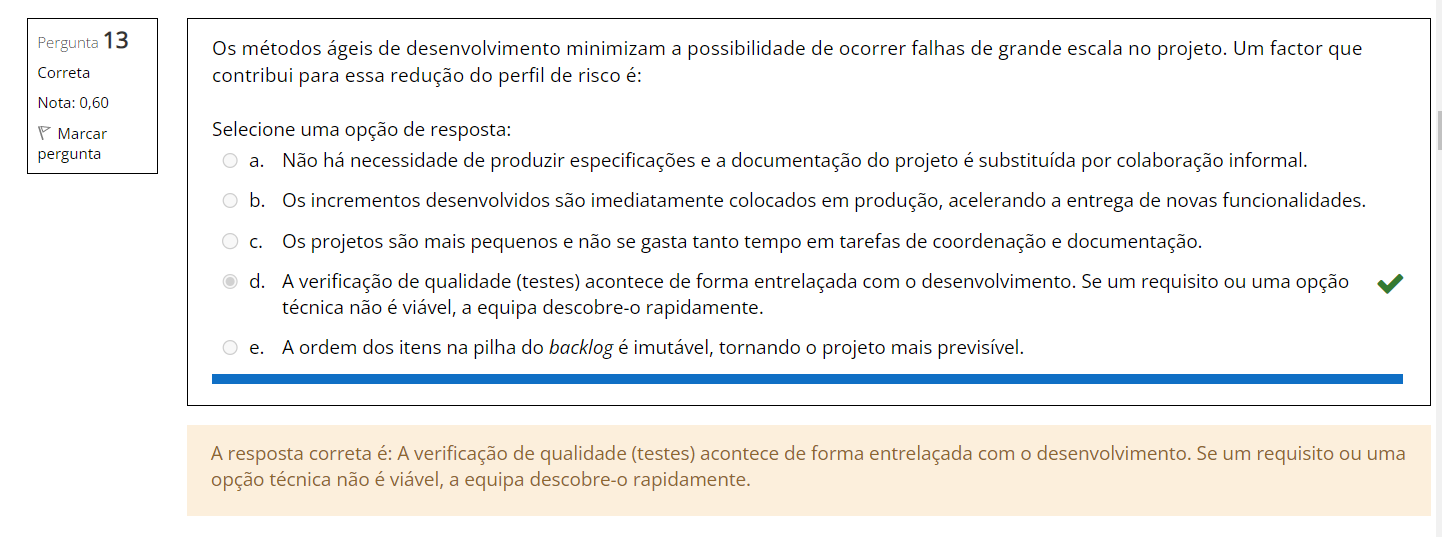 Pergunta 13
Correta
Nota: 0,60
Marcar
pergunta
Os métodos ágeis de desenvolvimento minimizam a possibilidade de ocorrer falhas de grande escala no projeto. Um factor que
contribui para essa redução do perfil de risco é:
Selecione uma opção de resposta:
a. Não há necessidade de produzir especificações e a documentação do projeto é substituída por colaboração informal.
b. Os incrementos desenvolvidos são imediatamente colocados em produção, acelerando a entrega de novas funcionalidades.
c. Os projetos são mais pequenos e não se gasta tanto tempo em tarefas de coordenação e documentação.
d. A verificação de qualidade (testes) acontece de forma entrelaçada com o desenvolvimento. Se um requisito ou uma opção
técnica não é viável, a equipa descobre-o rapidamente.
e. A ordem dos itens na pilha do backlog é imutável, tornando o projeto mais previsível.
A resposta correta é: A verificação de qualidade (testes) acontece de forma entrelaçada com o desenvolvimento. Se um requisito ou uma
opção técnica não é viável, a equipa descobre-o rapidamente.